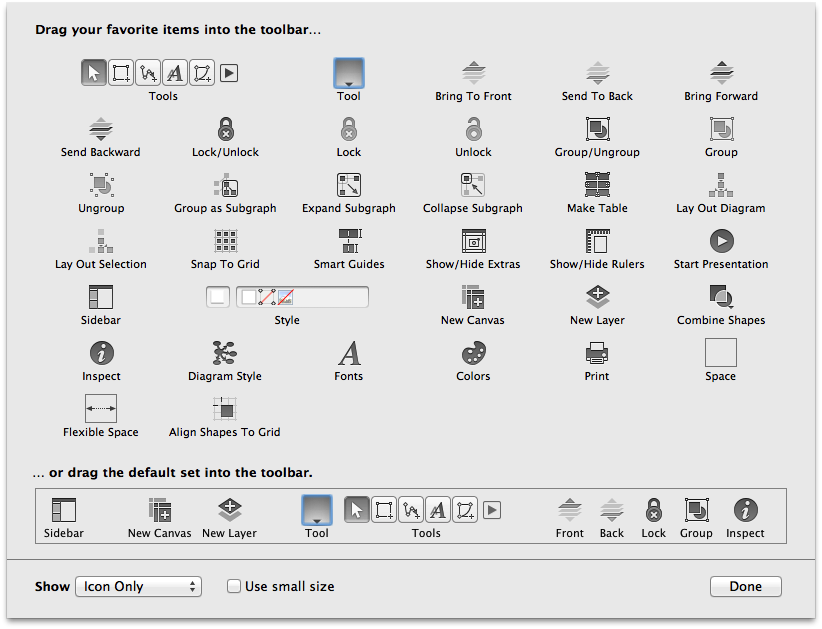 Drag your favorite items into the toolbar...
Tools Tool Bring To Front Send To Back Bring Forward
Send Backward Lock/Unlock Lock Unlock Group/Ungroup Group
Ungroup Group as Subgraph Expand Subgraph Collapse Subgraph Make Table Lay Out Diagram
Lay Out Selection Snap To Grid Smart Guides Show/Hide Extras Show/Hide Rulers Start Presentation
Sidebar Style New Canvas New Layer Combine Shapes
Inspect Diagram Style Fonts Colors Print Space
Flexible Space Align Shapes To Grid
... or drag the default set into the toolbar.
Sidebar New Canvas New Layer Tool Tools Front Back Lock Group Inspect
Show Icon Only Use small size Done